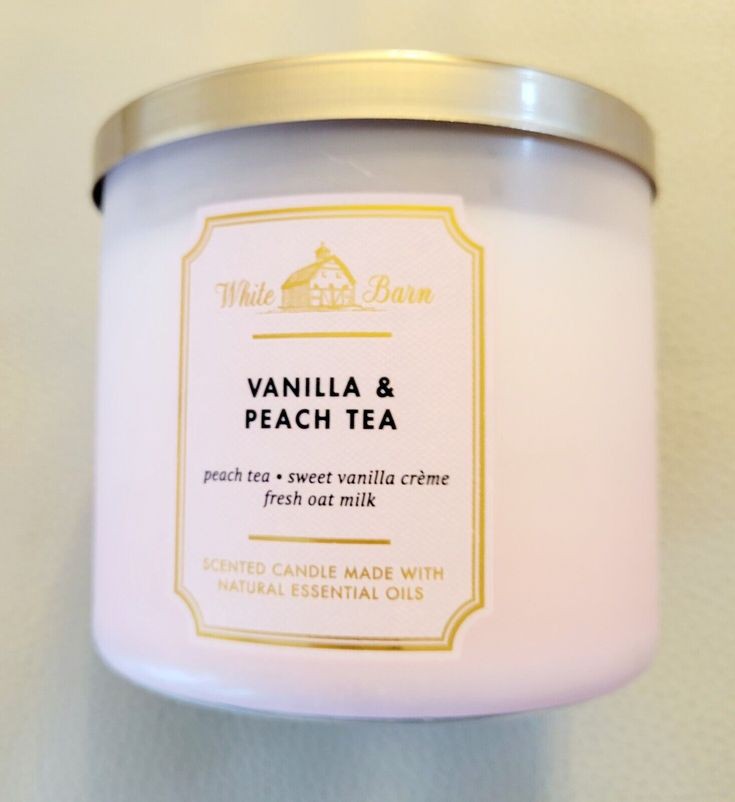 White Barn
VANILLA &
PEACH TEA
peach tea • sweet vanilla crème
fresh oat milk
SCENTED CANDLE MADE WITH
NATURAL ESSENTIAL OILS